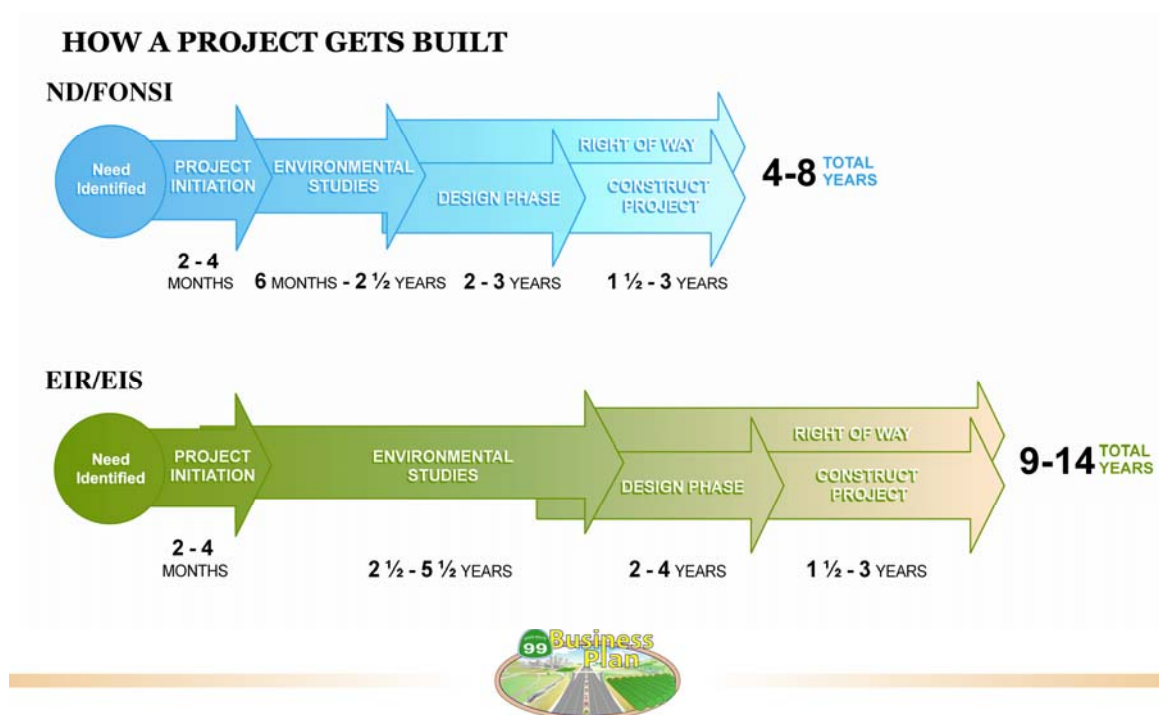 HOW A PROJECT GETS BUILT
ND/FONSI
Need
Identified
PROJECT
INITIATION
ENVIRONMENTAL
STUDIES
RIGHT OF WAY
DESIGN PHASE
CONSTRUCT
PROJECT
4-8 TOTAL
YEARS
2 - 4
MONTHS
6 MONTHS - 2 ½ YEARS
2 - 3 YEARS
1 ½ - 3 YEARS
EIR/EIS
Need
Identified
PROJECT
INITIATION
ENVIRONMENTAL
STUDIES
RIGHT OF WAY
DESIGN PHASE
CONSTRUCT
PROJECT
9-14 TOTAL
YEARS
2 - 4
MONTHS
2 ½ - 5 ½ YEARS
2 - 4 YEARS
1 ½ - 3 YEARS
99
Business
Plan